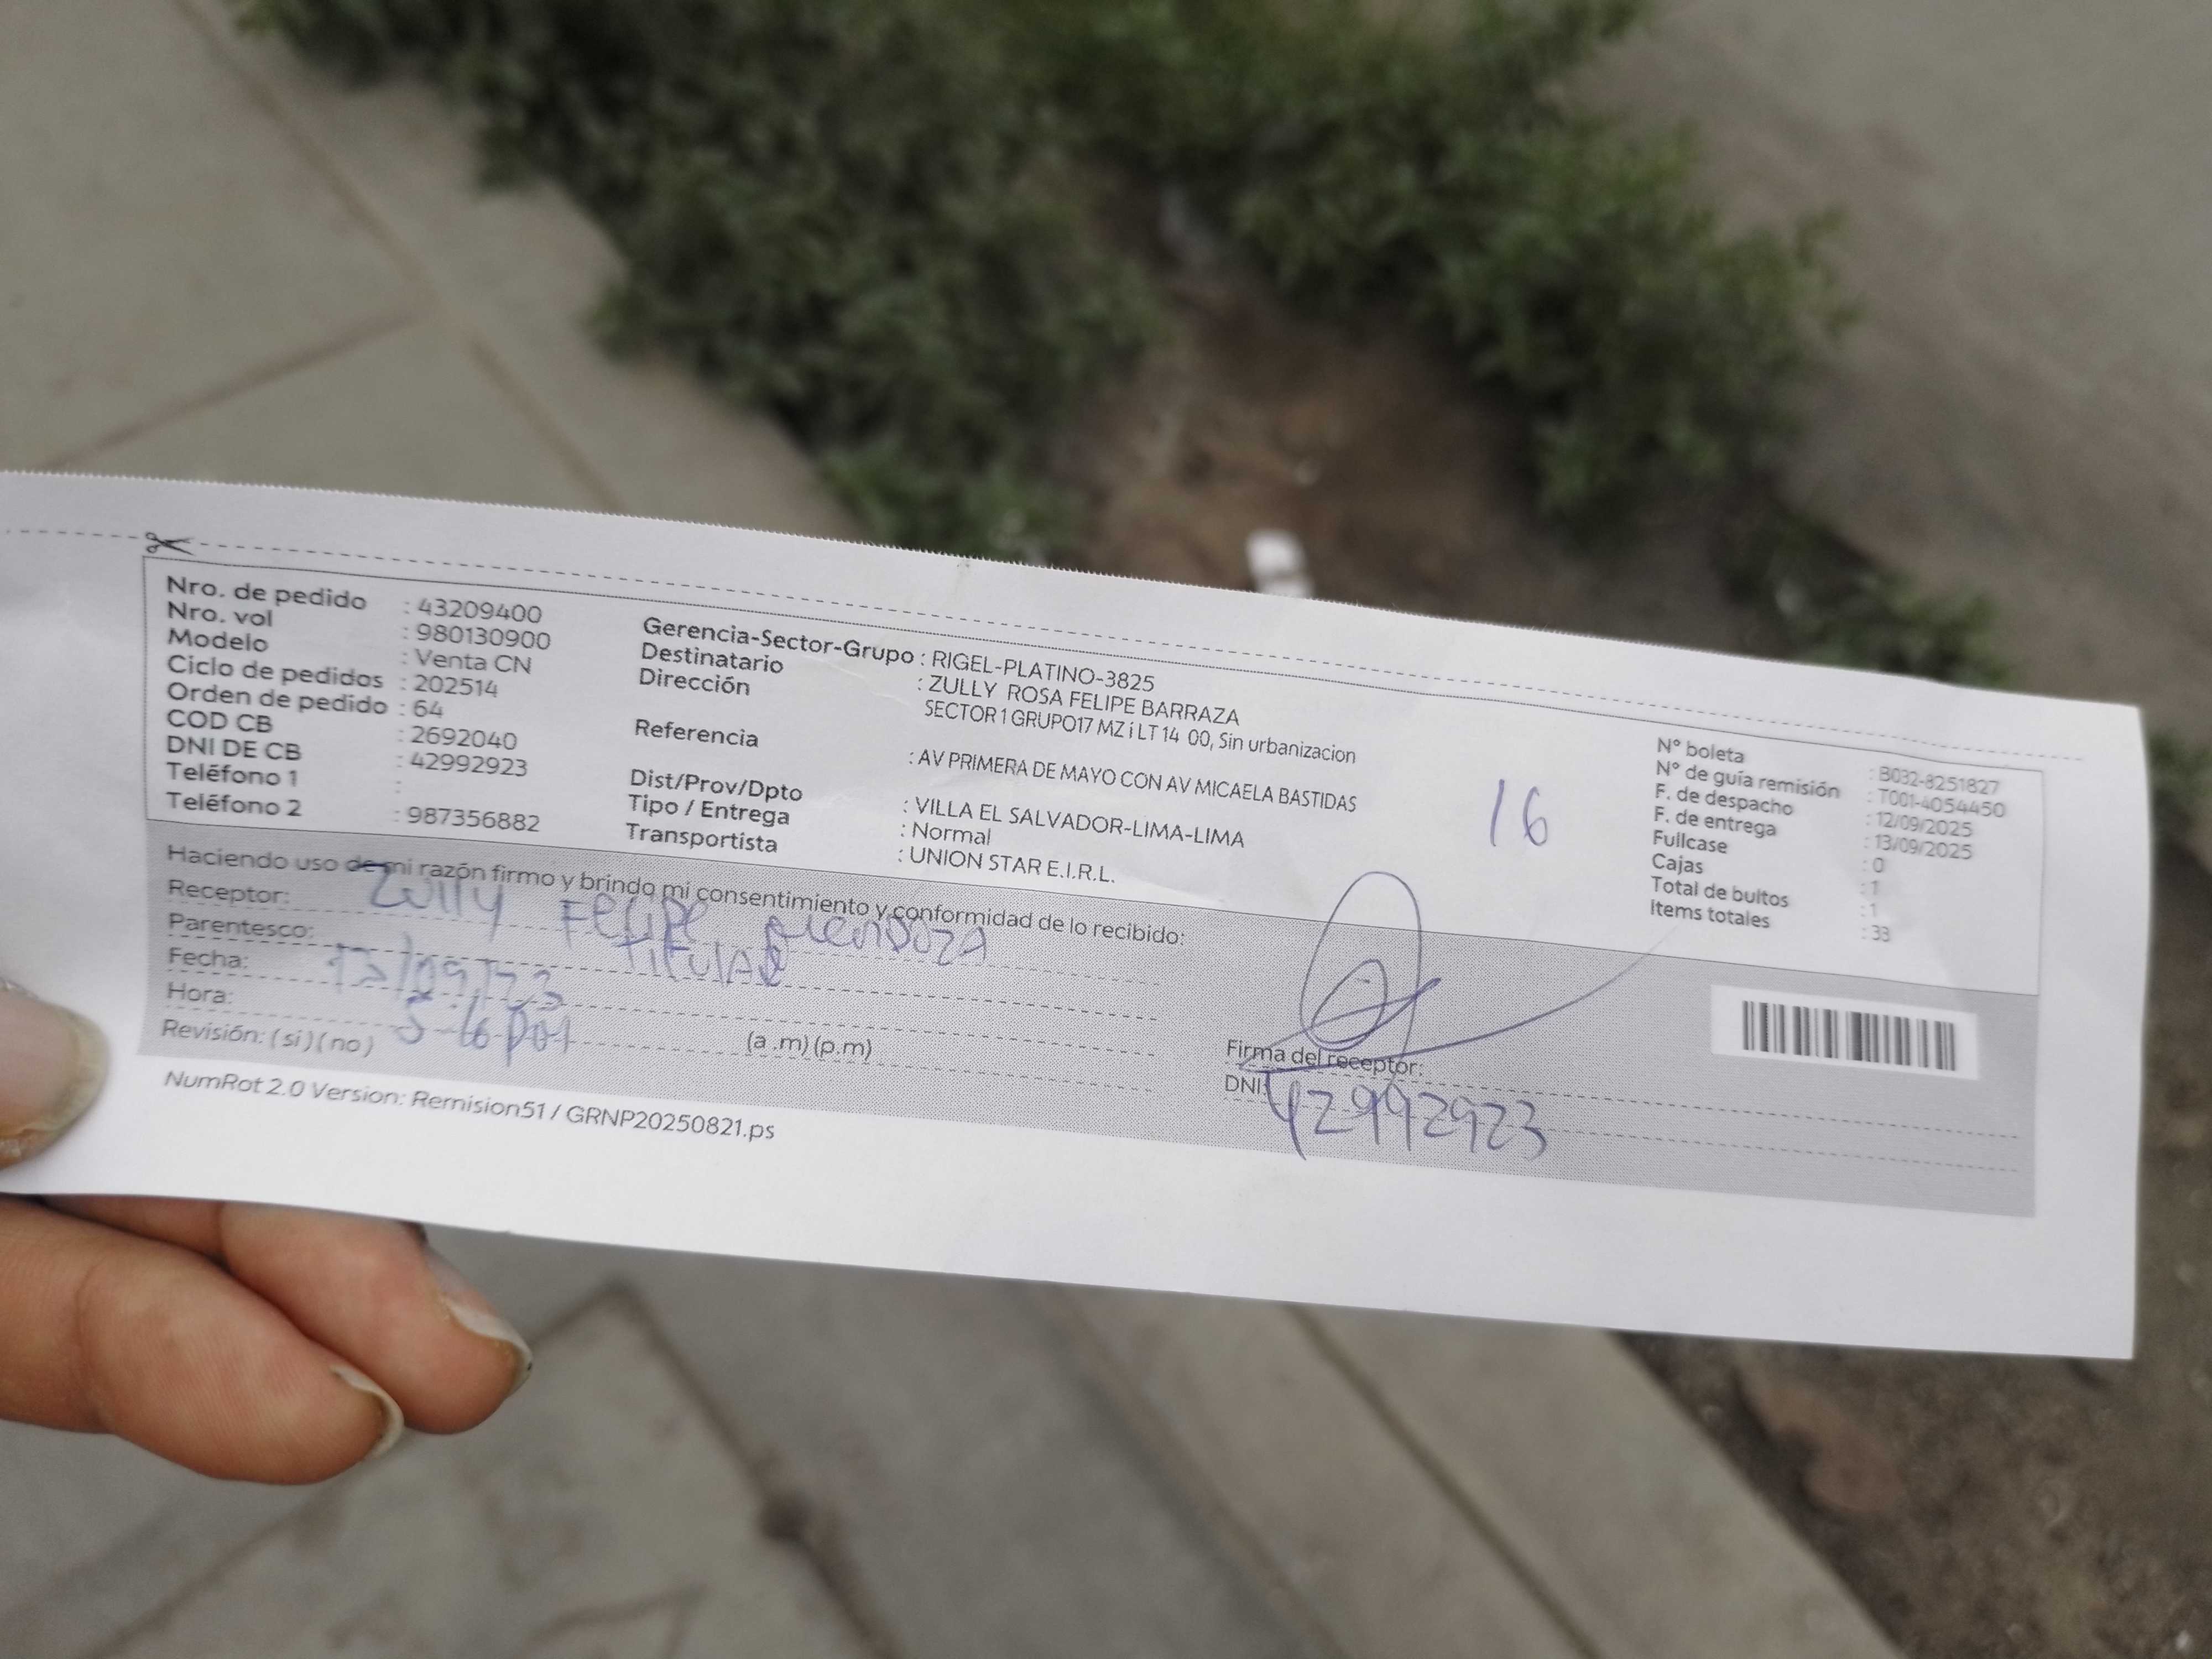 Nro. de pedido : 43209400
Nro. vol : 980130900
Modelo : Venta CN
Ciclo de pedidos : 202514
Orden de pedido : 64
COD CB : 2692040
DNI DE CB : 42992923
Teléfono 1 :
Teléfono 2 : 987356882
Gerencia-Sector-Grupo : RIGEL-PLATINO-3825
Destinatario : ZULLY ROSA FELIPE BARRAZA
Dirección SECTOR 1 GRUPO17 MZ i LT 14 00, Sin urbanizacion
Referencia : AV PRIMERA DE MAYO CON AV MICAELA BASTIDAS
Dist/Prov/Dpto : VILLA EL SALVADOR-LIMA-LIMA
Tipo / Entrega : Normal
Transportista : UNION STAR E.I.R.L.
16
N° boleta : B032-8251827
N° de guía remisión : T001-4054450
F. de despacho : 12/09/2025
F. de entrega : 13/09/2025
Fullcase : 0
Cajas : 1
Total de bultos : 1
Items totales : 33
Haciendo uso de mi razón firmo y brindo mi consentimiento y conformidad de lo recibido:
Receptor: Zully Felipe
Parentesco: Titular
Fecha:
Hora:
(a .m) (p.m)
Revisión: ( si ) ( no )
Firma del receptor:
DNI: 42992923
NumRot 2.0 Version: Remision51 / GRNP20250821.ps